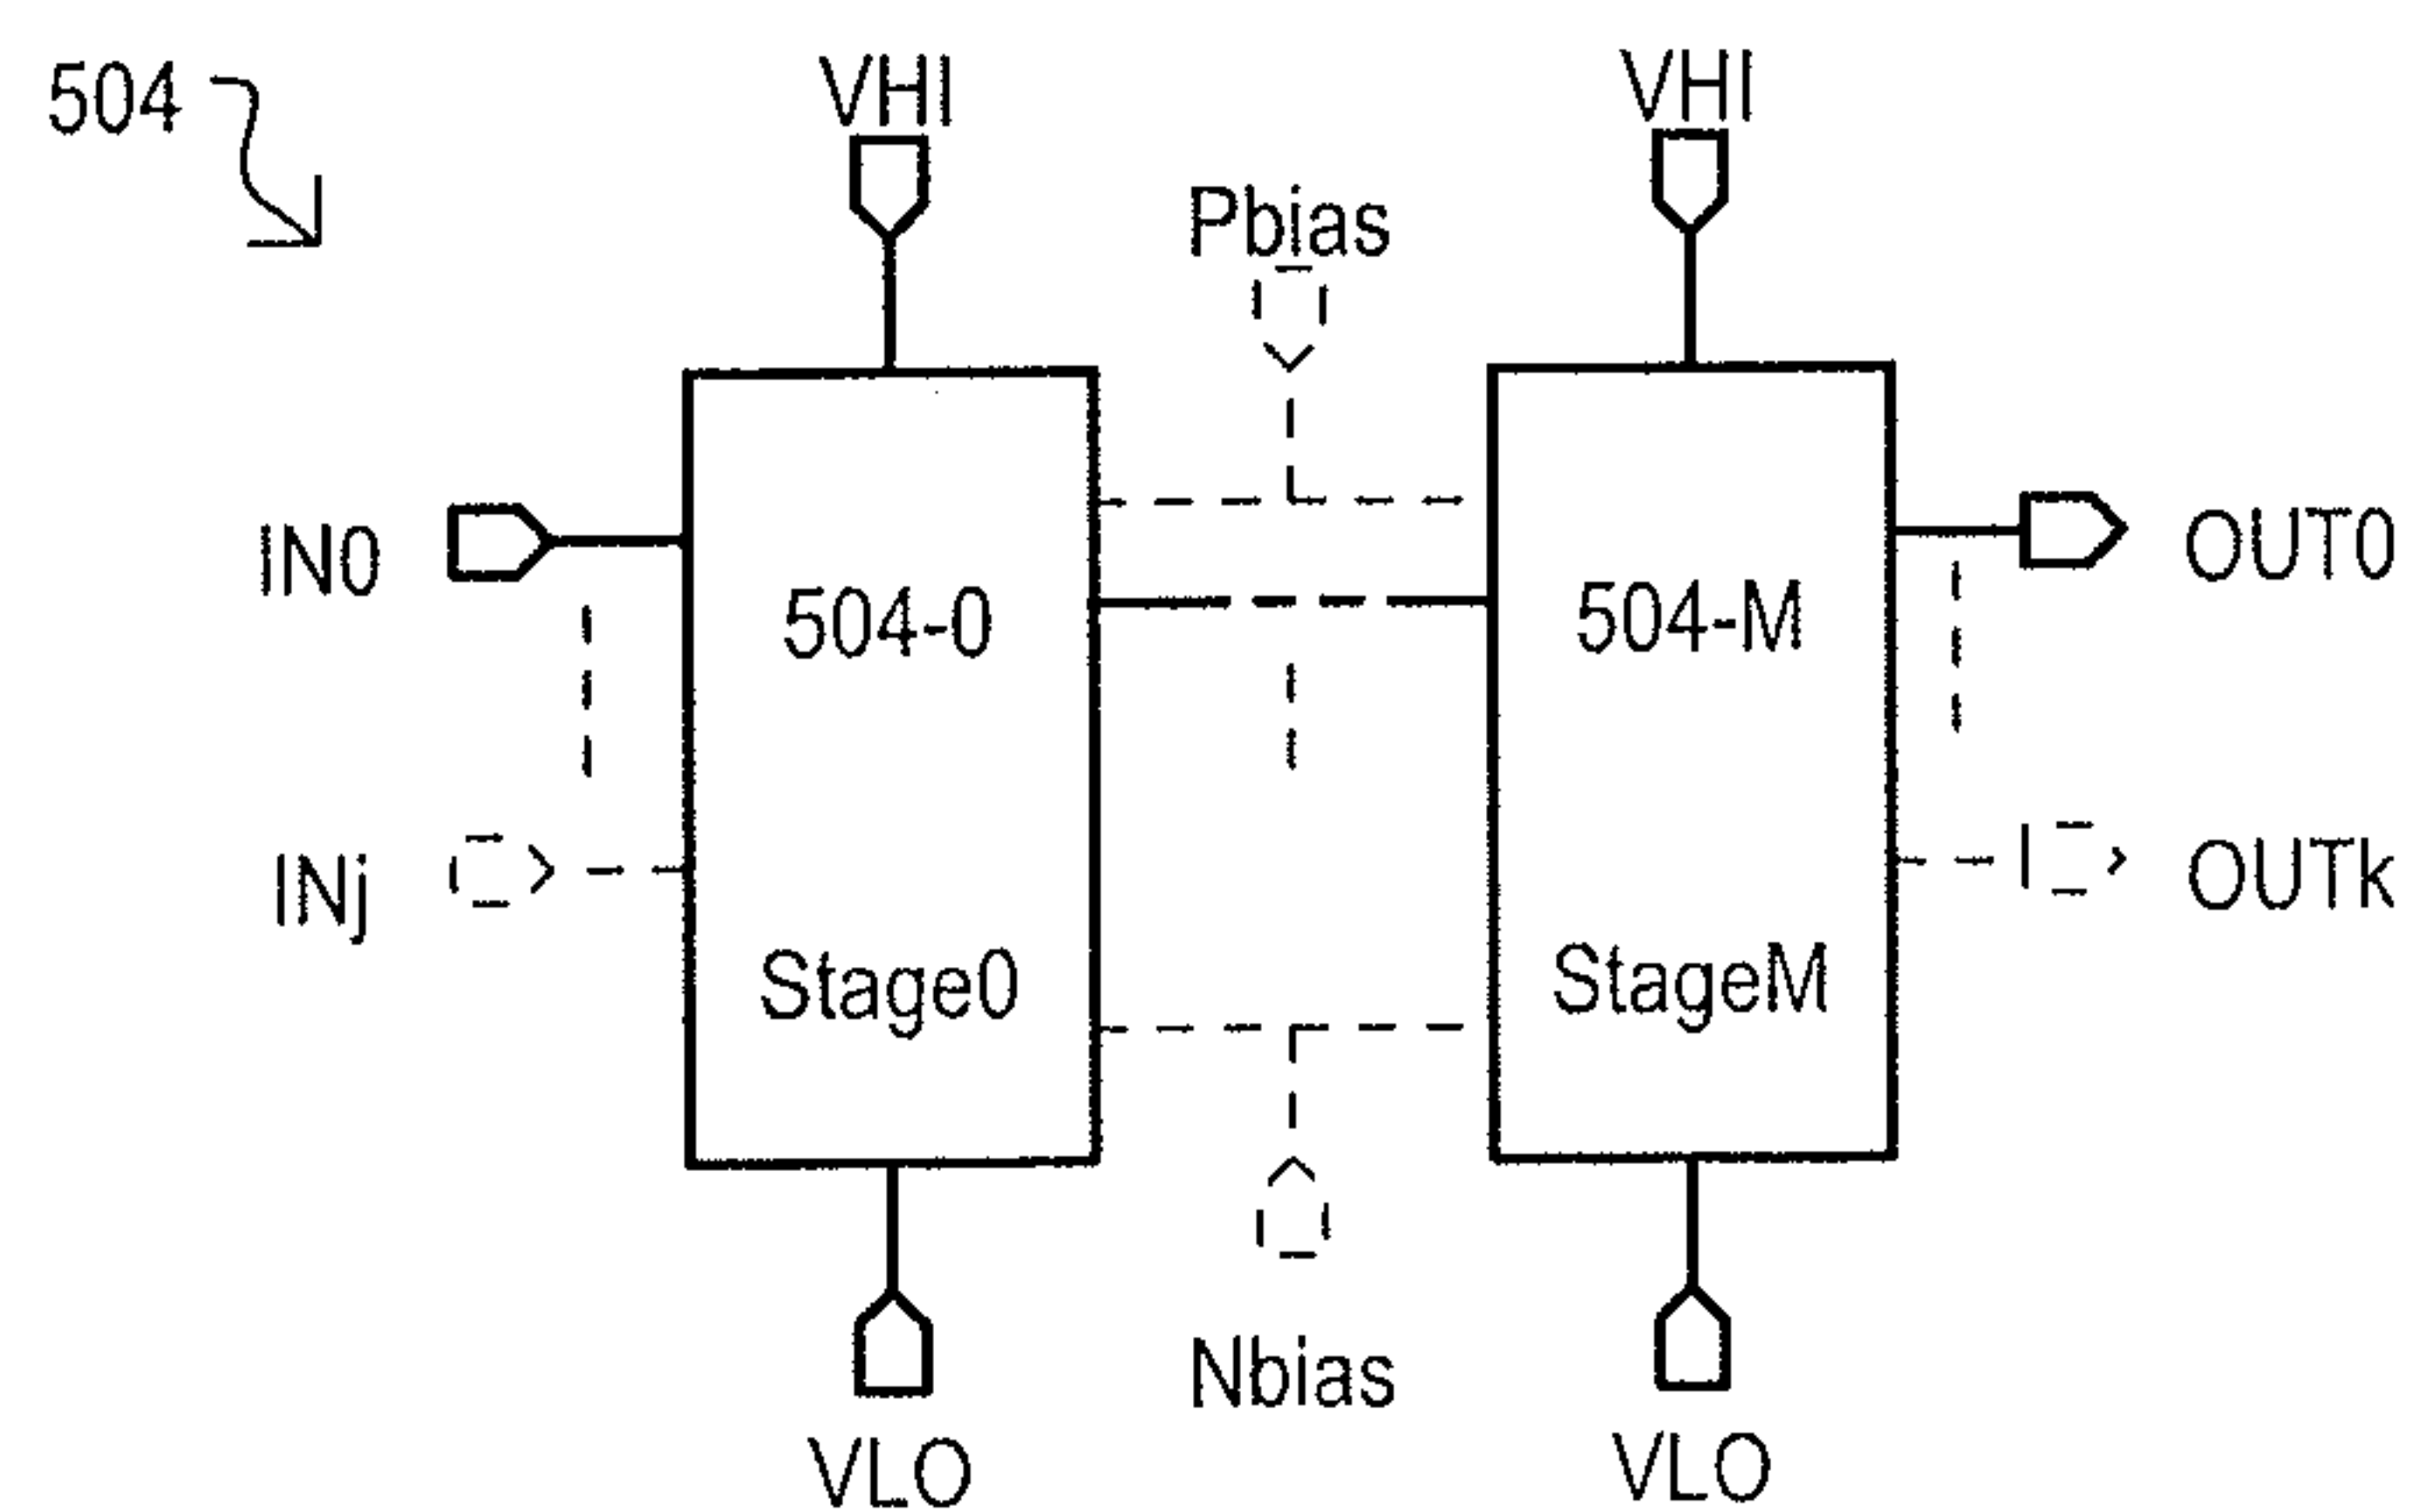 504
VHI
VHI
Pbias
IN0
504-0
504-M
OUT0
INj
OUTk
Stage0
StageM
Nbias
VLO
VLO